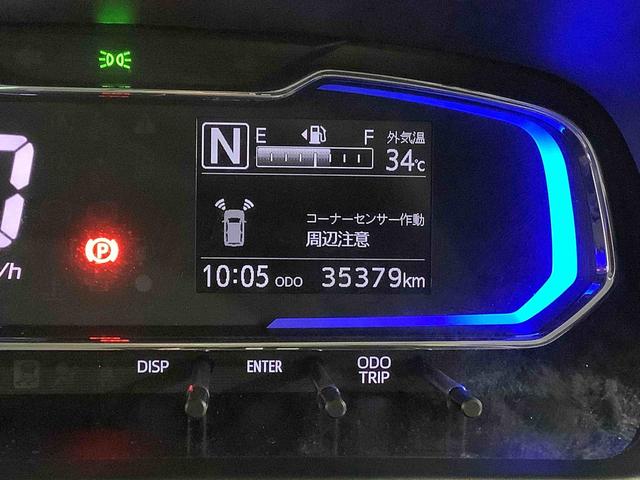 N E F 外気温
34℃
コーナーセンサー作動
周辺注意
10:05 ODO 35379km
0
/h
P
DISP ENTER ODO TRIP